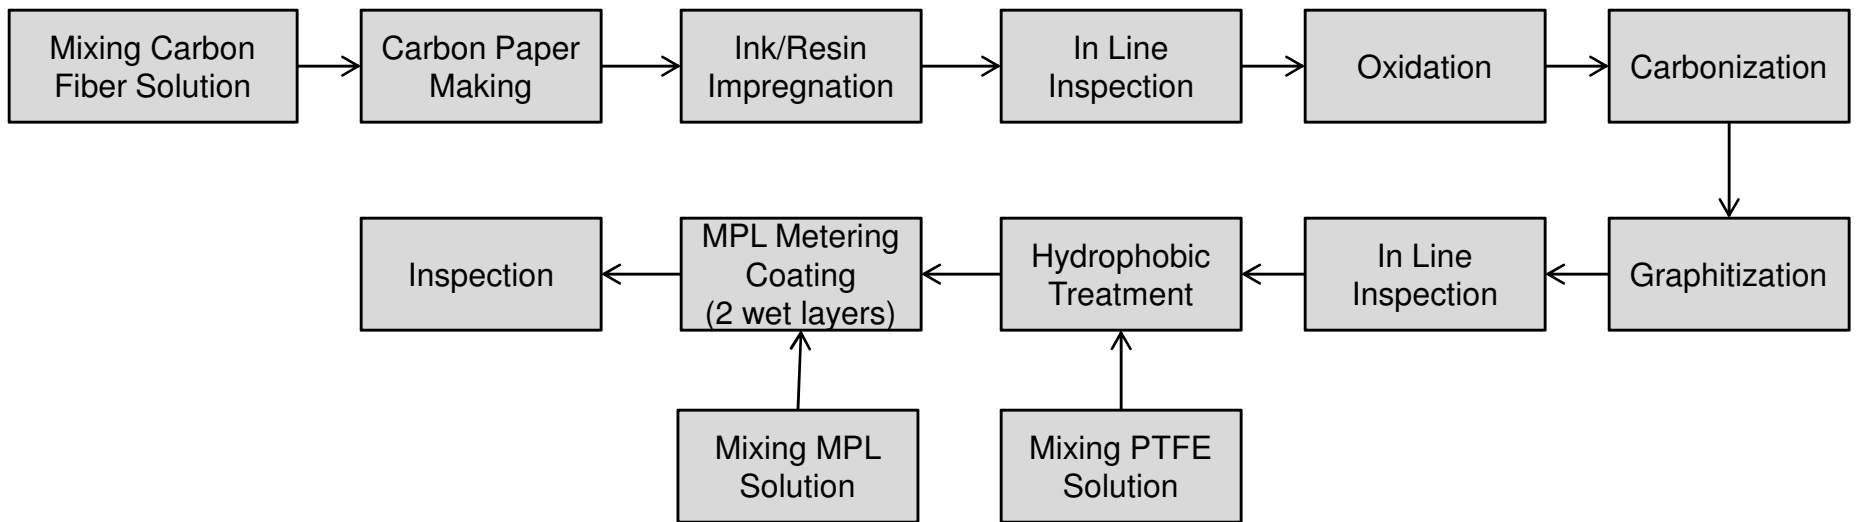 Mixing Carbon
Fiber Solution
Carbon Paper
Making
Ink/Resin
Impregnation
In Line
Inspection
Oxidation
Carbonization
Inspection
MPL Metering
Coating
(2 wet layers)
Hydrophobic
Treatment
In Line
Inspection
Graphitization
Mixing MPL
Solution
Mixing PTFE
Solution